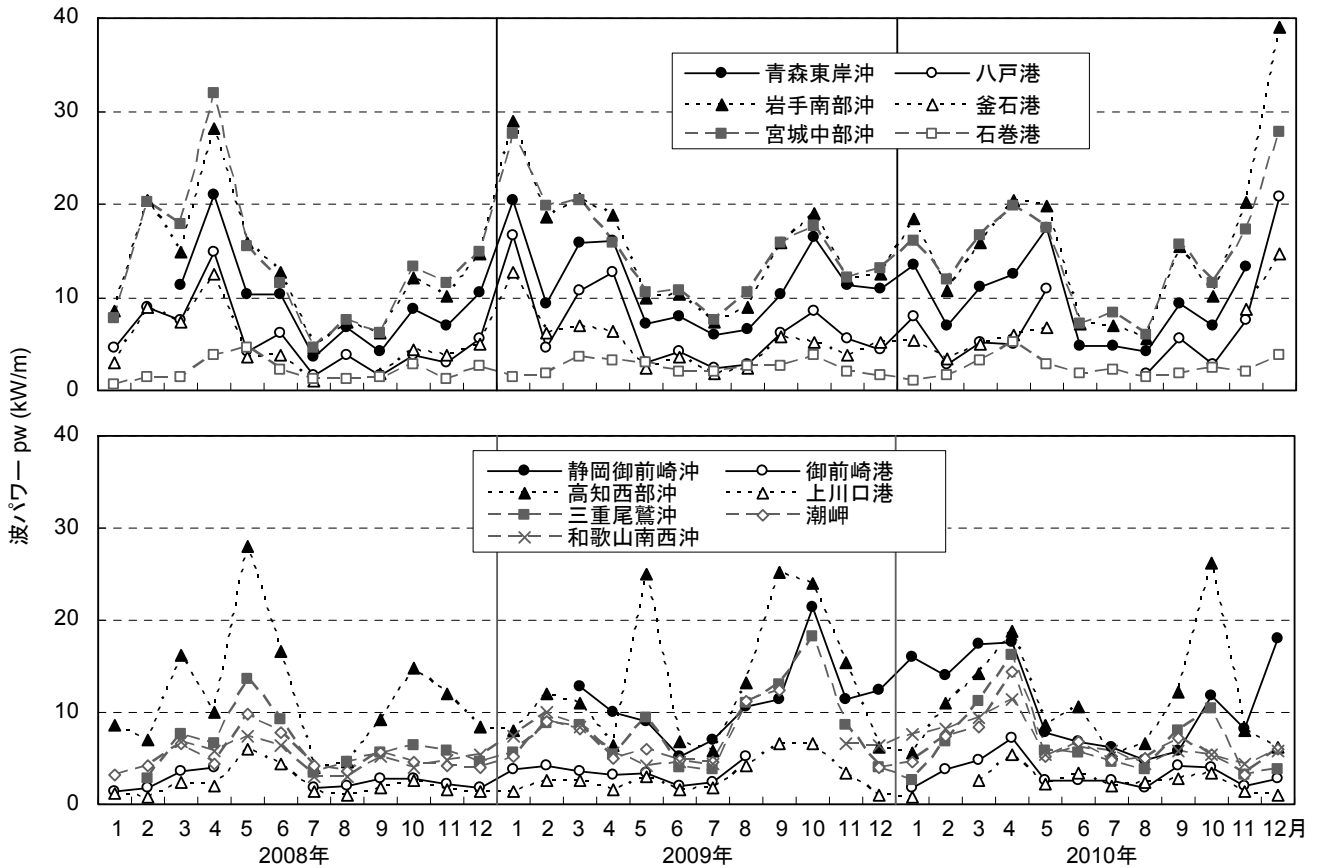 波パワー pw (kW/m)
40
30
20
10
0
青森東岸沖 八戸港
岩手南部沖 釜石港
宮城中部沖 石巻港
40
30
20
10
0
静岡御前崎沖 御前崎港
高知西部沖 上川口港
三重尾鷲沖 潮岬
和歌山南西沖
1 2 3 4 5 6 7 8 9 10 11 12 1 2 3 4 5 6 7 8 9 10 11 12 1 2 3 4 5 6 7 8 9 10 11 12月
2008年 2009年 2010年